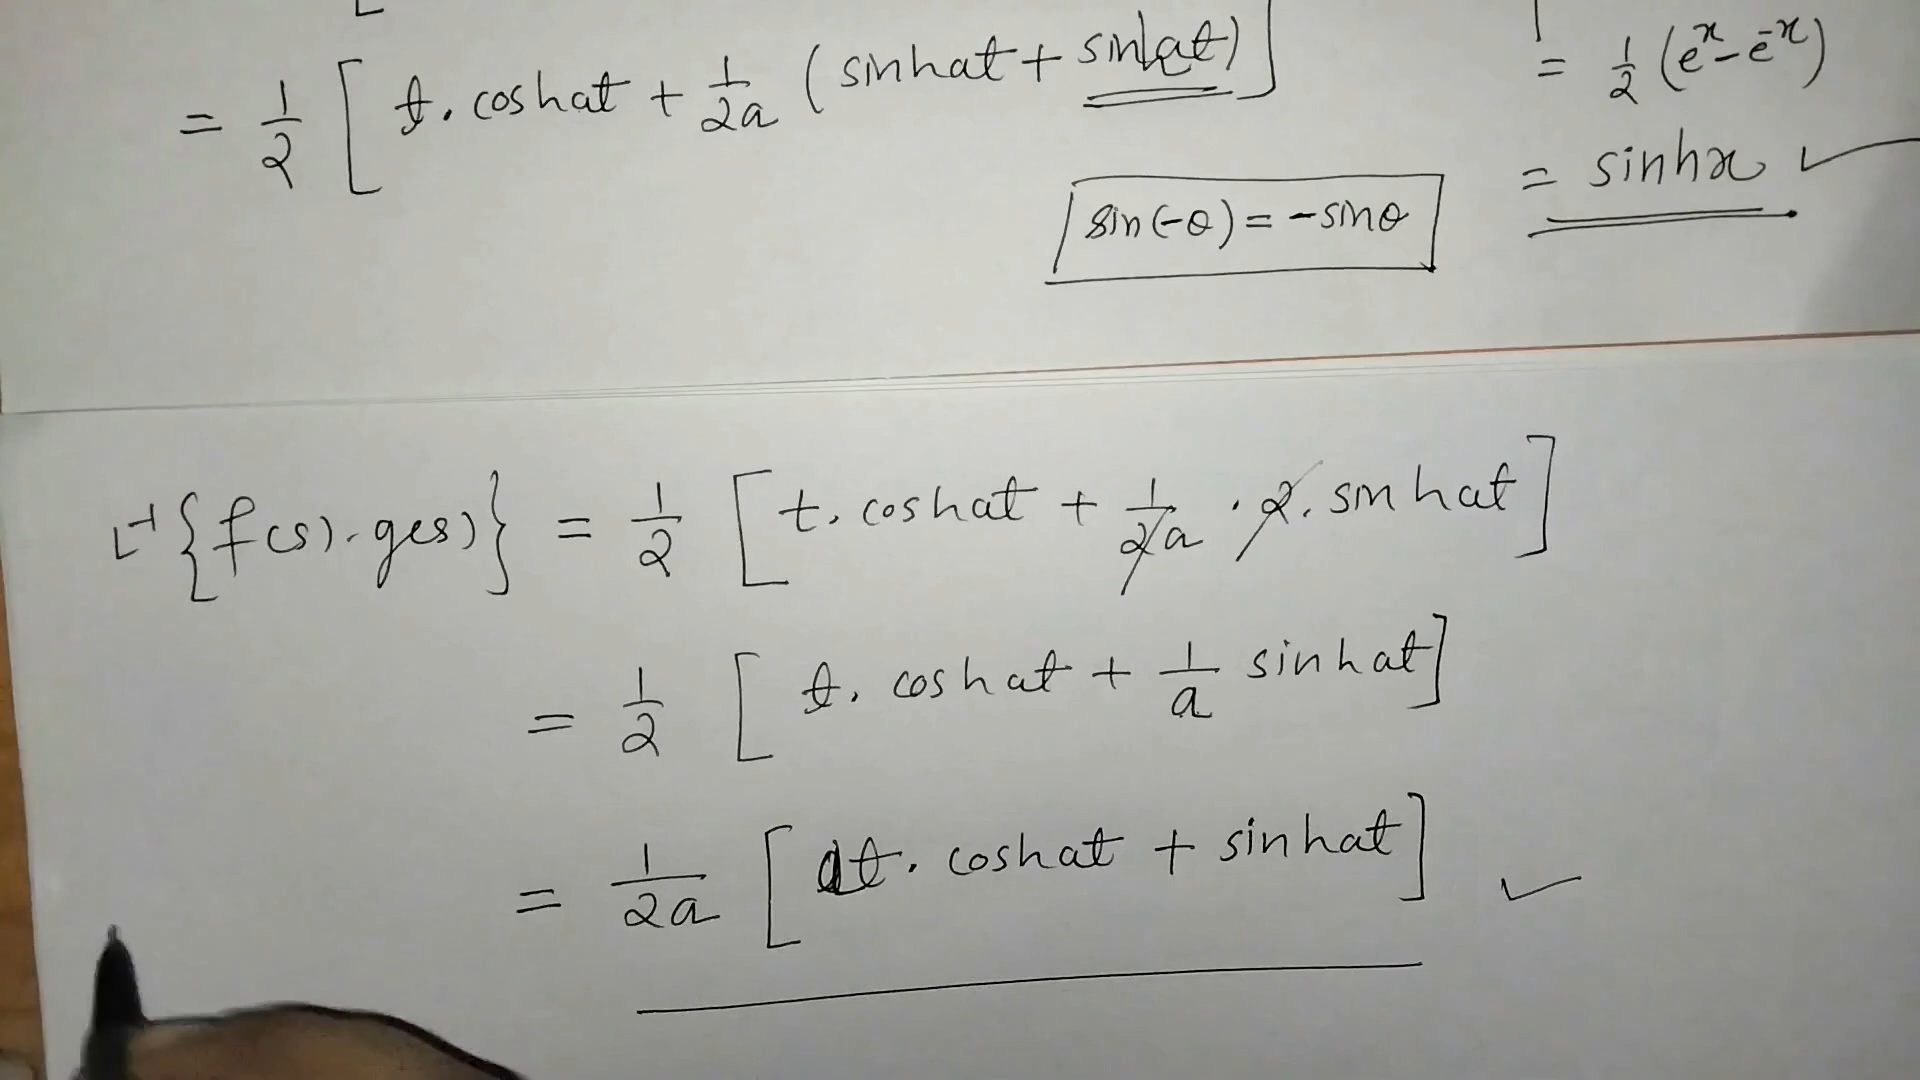 = 1/2 [ t. coshat + 1/2a (sinhat + sinhat) ]
= 1/2 (e^x - e^-x)
= sinhx ✓
sin(-θ) = -sinθ
L^-1 {f(s).g(s)} = 1/2 [ t. coshat + 1/2a . 2. sinhat ]
= 1/2 [ t. coshat + 1/a sinhat ]
= 1/2a [ at. coshat + sinhat ] ✓